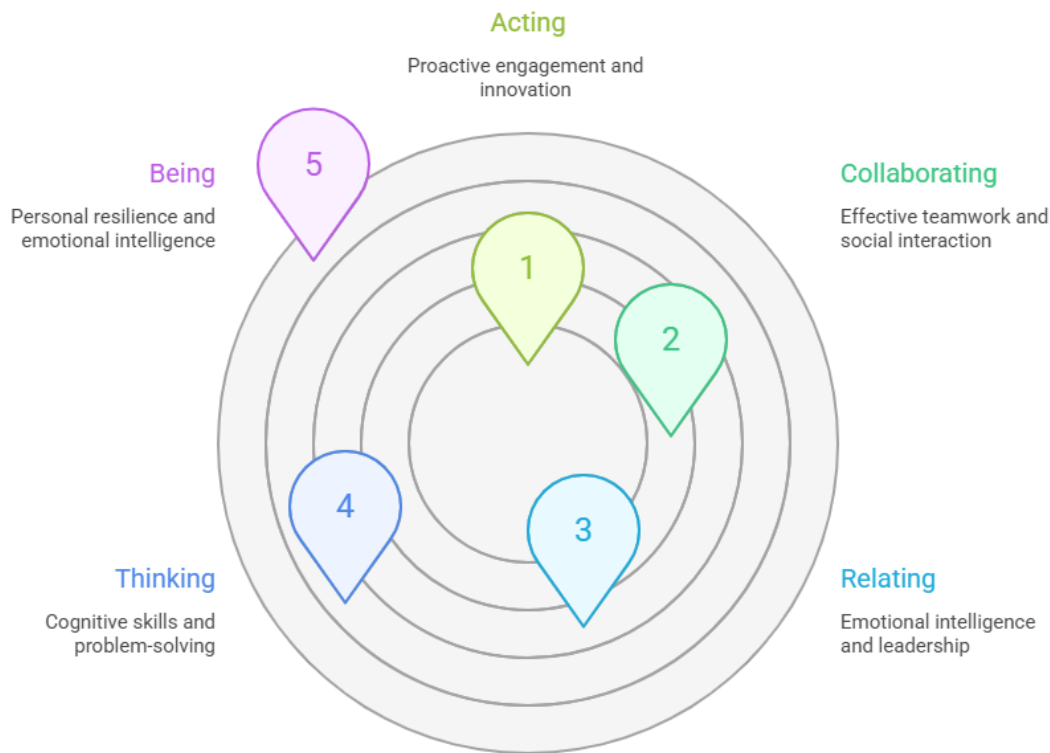 Acting
Proactive engagement and
innovation
5
Being
Personal resilience and
emotional intelligence
Collaborating
Effective teamwork and
social interaction
1
2
4
3
Thinking
Cognitive skills and
problem-solving
Relating
Emotional intelligence
and leadership